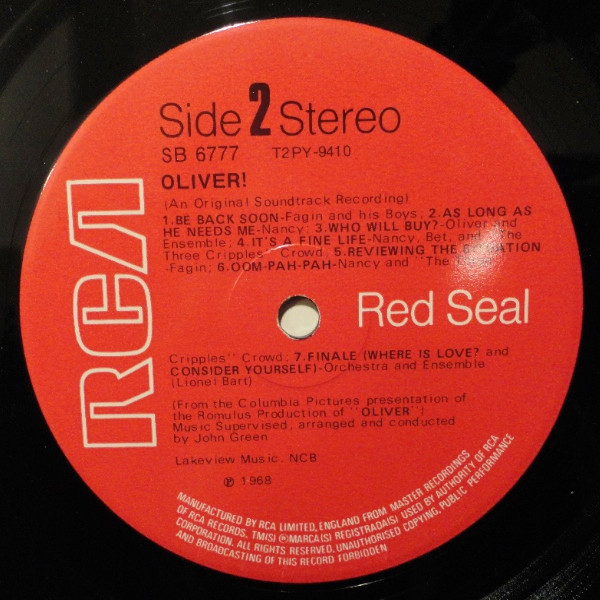 RCA
Side 2 Stereo
SB 6777 T2PY-9410
OLIVER!
(An Original Soundtrack Recording)
1.BE BACK SOON-Fagin and his Boys; 2.AS LONG AS
HE NEEDS ME-Nancy; 3.WHO WILL BUY?-Oliver and
Ensemble; 4.IT'S A FINE LIFE-Nancy, Bet, and "The
Three Cripples" Crowd; 5.REVIEWING THE
-Fagin; 6.OOM-PAH-PAH-Nancy and "The
Red Seal
Cripples" Crowd; 7.FINALE (WHERE IS LOVE? and
CONSIDER YOURSELF)-Orchestra and Ensemble
(Lionel Bart)
(From the Columbia Pictures presentation of
the Romulus Production of "OLIVER")
Music Supervised, arranged and conducted
by John Green
Lakeview Music. NCB
℗ 1968
MANUFACTURED BY RCA LIMITED, ENGLAND FROM MASTER RECORDINGS
OF RCA RECORDS. TM(S) ® MARCA(S) REGISTRADA(S) USED BY AUTHORITY OF RCA
CORPORATION. ALL RIGHTS RESERVED. UNAUTHORISED COPYING, PUBLIC PERFORMANCE
AND BROADCASTING OF THIS RECORD FORBIDDEN